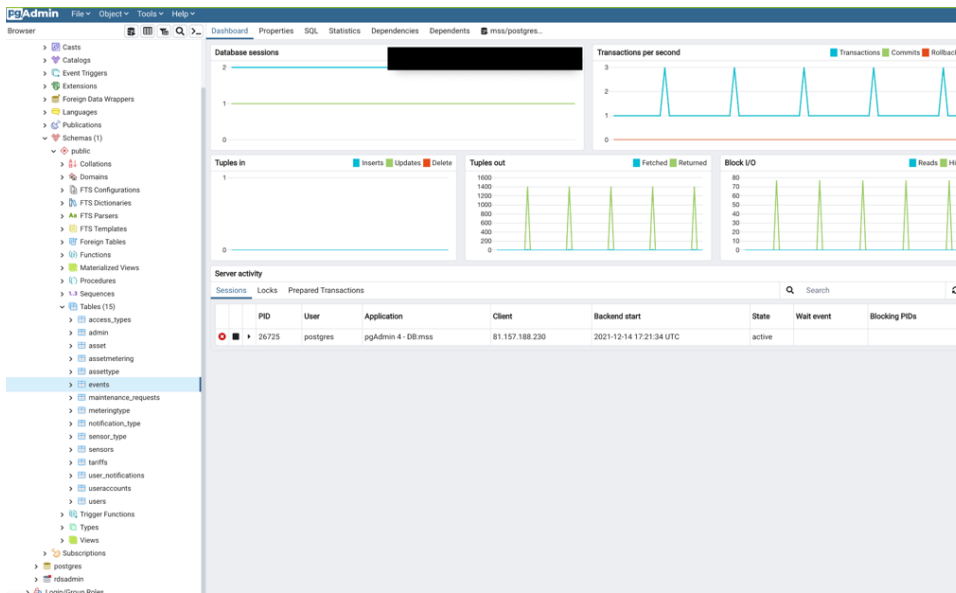 pgAdmin File Object Tools Help
Browser
Dashboard Properties SQL Statistics Dependencies Dependents mss/postgres...
Casts
Catalogs
Event Triggers
Extensions
Foreign Data Wrappers
Languages
Publications
Schemas (1)
public
Collations
Domains
FTS Configurations
FTS Dictionaries
Aa FTS Parsers
FTS Templates
Foreign Tables
Functions
Materialized Views
Procedures
1..3 Sequences
Tables (15)
access_types
admin
asset
assetmetering
assettype
events
maintenance_requests
meteringtype
notification_type
sensor_type
sensors
tariffs
user_notifications
useraccounts
users
Trigger Functions
Types
Views
Subscriptions
postgres
rdsadmin
Login/Group Roles
Database sessions
2
1
0
Transactions per second
Transactions Commits Rollback
3
2
1
0
Tuples in
Inserts Updates Delete
1
0
Tuples out
Fetched Returned
1600
1400
1200
1000
800
600
400
200
0
Block I/O
Reads Hi
80
70
60
50
40
30
20
10
0
Server activity
Sessions Locks Prepared Transactions
Search
PID User Application Client Backend start State Wait event Blocking PIDs
26725 postgres pgAdmin 4 - DB:mss 81.157.188.230 2021-12-14 17:21:34 UTC active